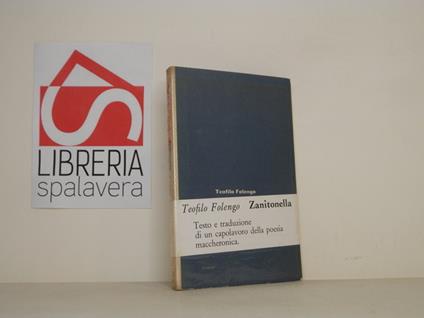 LIBRERIA
spalavera
Teofilo Folengo
Teofilo Folengo Zanitonella
Testo e traduzione
di un capolavoro della poesia
maccheronica.